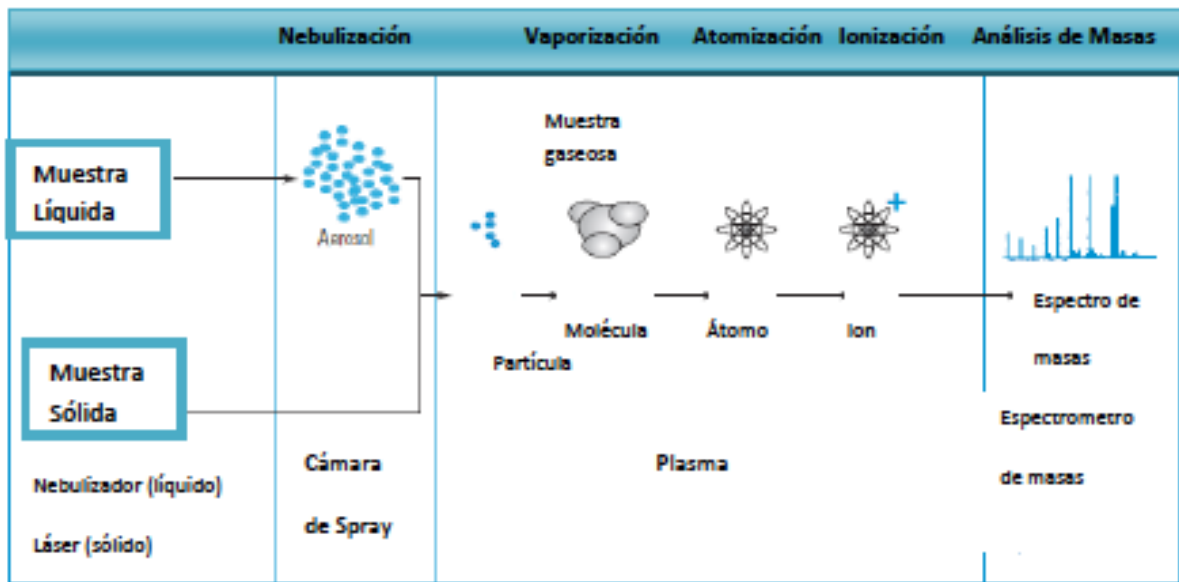 Nebulización Vaporización Atomización Ionización Análisis de Masas
Muestra
Líquida
Aerosol
Muestra
gaseosa
Molécula Átomo Ion
Partícula
Espectro de
masas
Muestra
Sólida
Nebulizador (líquido)
Láser (sólido)
Cámara
de Spray
Plasma
Espectrometro
de masas